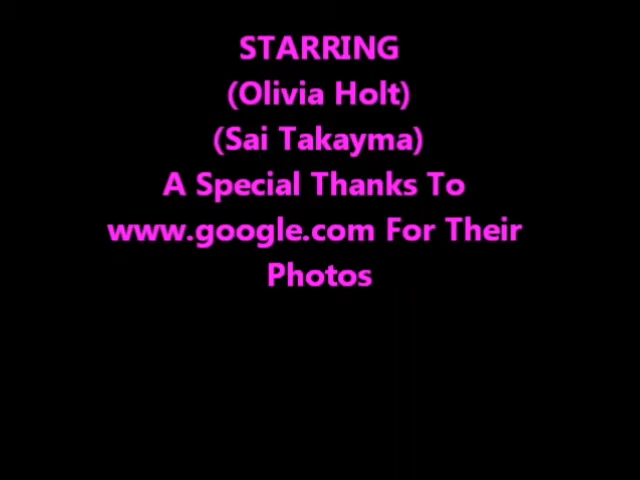 STARRING
(Olivia Holt)
(Sai Takayma)
A Special Thanks To
www.google.com For Their
Photos